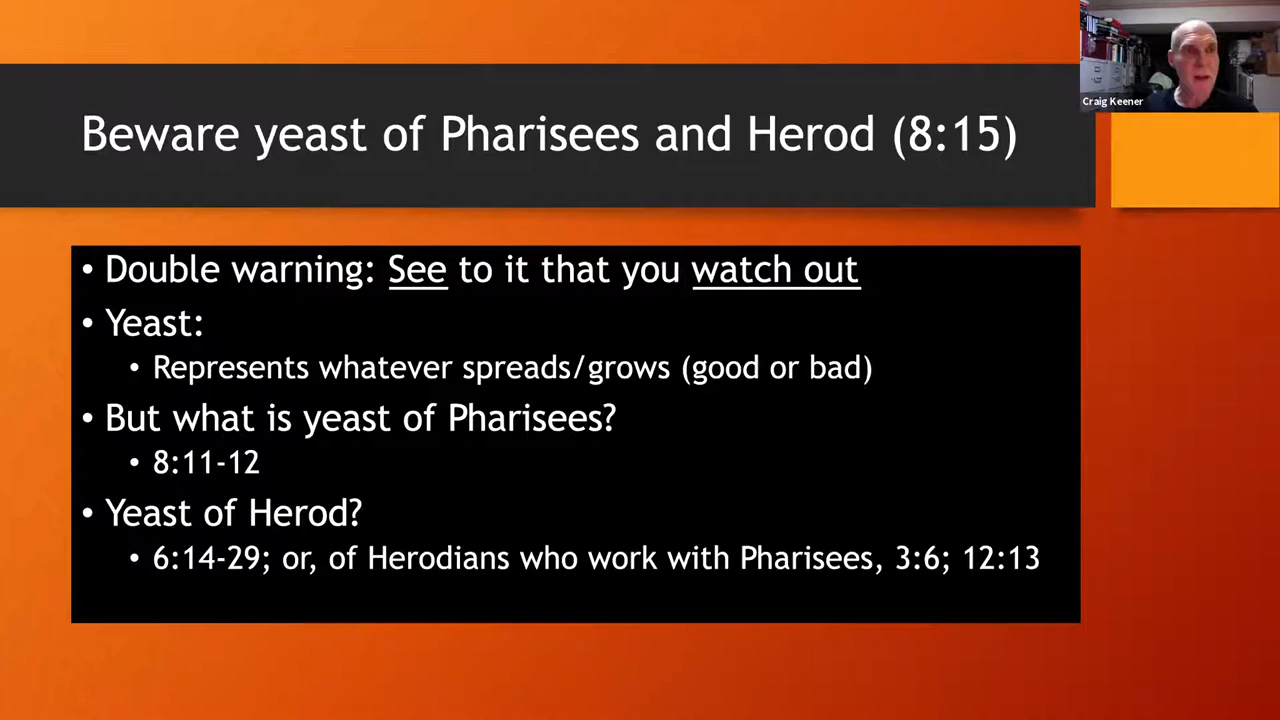 Craig Keener
Beware yeast of Pharisees and Herod (8:15)
• Double warning: See to it that you watch out
• Yeast:
• Represents whatever spreads/grows (good or bad)
• But what is yeast of Pharisees?
• 8:11-12
• Yeast of Herod?
• 6:14-29; or, of Herodians who work with Pharisees, 3:6; 12:13